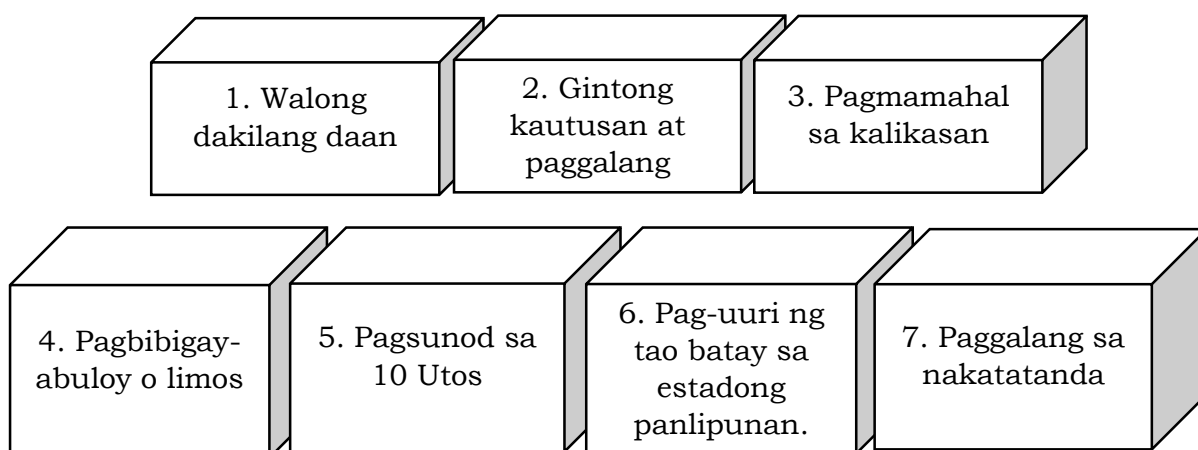 1. Walong
dakilang daan
2. Gintong
kautusan at
paggalang
3. Pagmamahal
sa kalikasan
4. Pagbibigay-
abuloy o limos
5. Pagsunod sa
10 Utos
6. Pag-uuri ng
tao batay sa
estadong
panlipunan.
7. Paggalang sa
nakatatanda